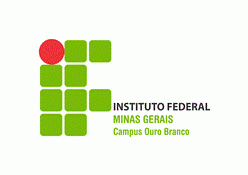 INSTITUTO FEDERAL
MINAS GERAIS
Campus Ouro Branco